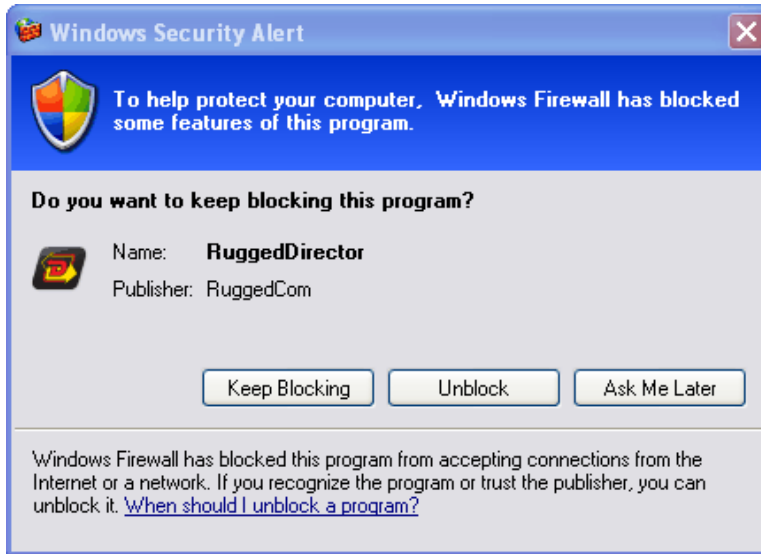 Windows Security Alert
To help protect your computer, Windows Firewall has blocked
some features of this program.
Do you want to keep blocking this program?
Name: RuggedDirector
Publisher: RuggedCom
Keep Blocking Unblock Ask Me Later
Windows Firewall has blocked this program from accepting connections from the
Internet or a network. If you recognize the program or trust the publisher, you can
unblock it. When should I unblock a program?